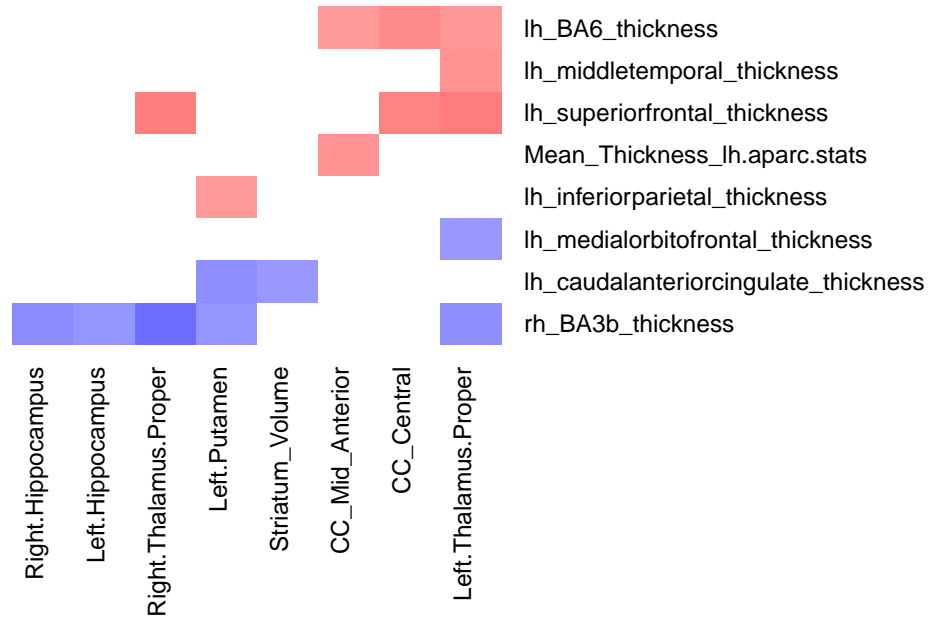 lh_BA6_thickness
lh_middletemporal_thickness
lh_superiorfrontal_thickness
Mean_Thickness_lh.aparc.stats
lh_inferiorparietal_thickness
lh_medialorbitofrontal_thickness
lh_caudalanteriorcingulate_thickness
rh_BA3b_thickness
Right.Hippocampus
Left.Hippocampus
Right.Thalamus.Proper
Left.Putamen
Striatum_Volume
CC_Mid_Anterior
CC_Central
Left.Thalamus.Proper